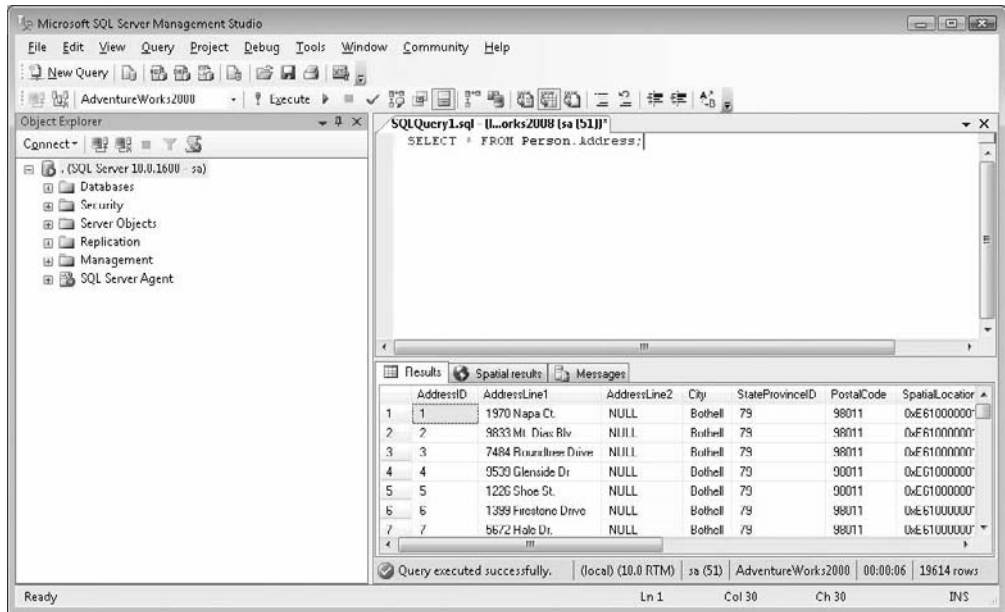 Microsoft SQL Server Management Studio
File Edit View Query Project Debug Tools Window Community Help
New Query
AdventureWorks2008 Execute
Object Explorer
Connect
. (SQL Server 10.0.1600 - sa)
Databases
Security
Server Objects
Replication
Management
SQL Server Agent
SQLQuery1.sql - (l...orks2008 (sa (51))*
SELECT * FROM Person.Address;
Results Spatial results Messages
AddressID AddressLine1 AddressLine2 City StateProvinceID PostalCode SpatialLocation
1 1 1970 Napa Ct. NULL Bothell 79 98011 0xE61000000
2 2 9833 Mt. Dias Blv. NULL Bothell 79 98011 0xE61000000
3 3 7484 Roundtree Drive NULL Bothell 79 98011 0xE61000000
4 4 9539 Glenside Dr NULL Bothell 79 98011 0xE61000000
5 5 1226 Shoe St. NULL Bothell 79 98011 0xE61000000
6 6 1399 Firestone Drive NULL Bothell 79 98011 0xE61000000
7 7 5672 Hale Dr. NULL Bothell 79 98011 0xE61000000
Query executed successfully. (local) (10.0 RTM) sa (51) AdventureWorks2008 00:00:06 19614 rows
Ready Ln 1 Col 30 Ch 30 INS